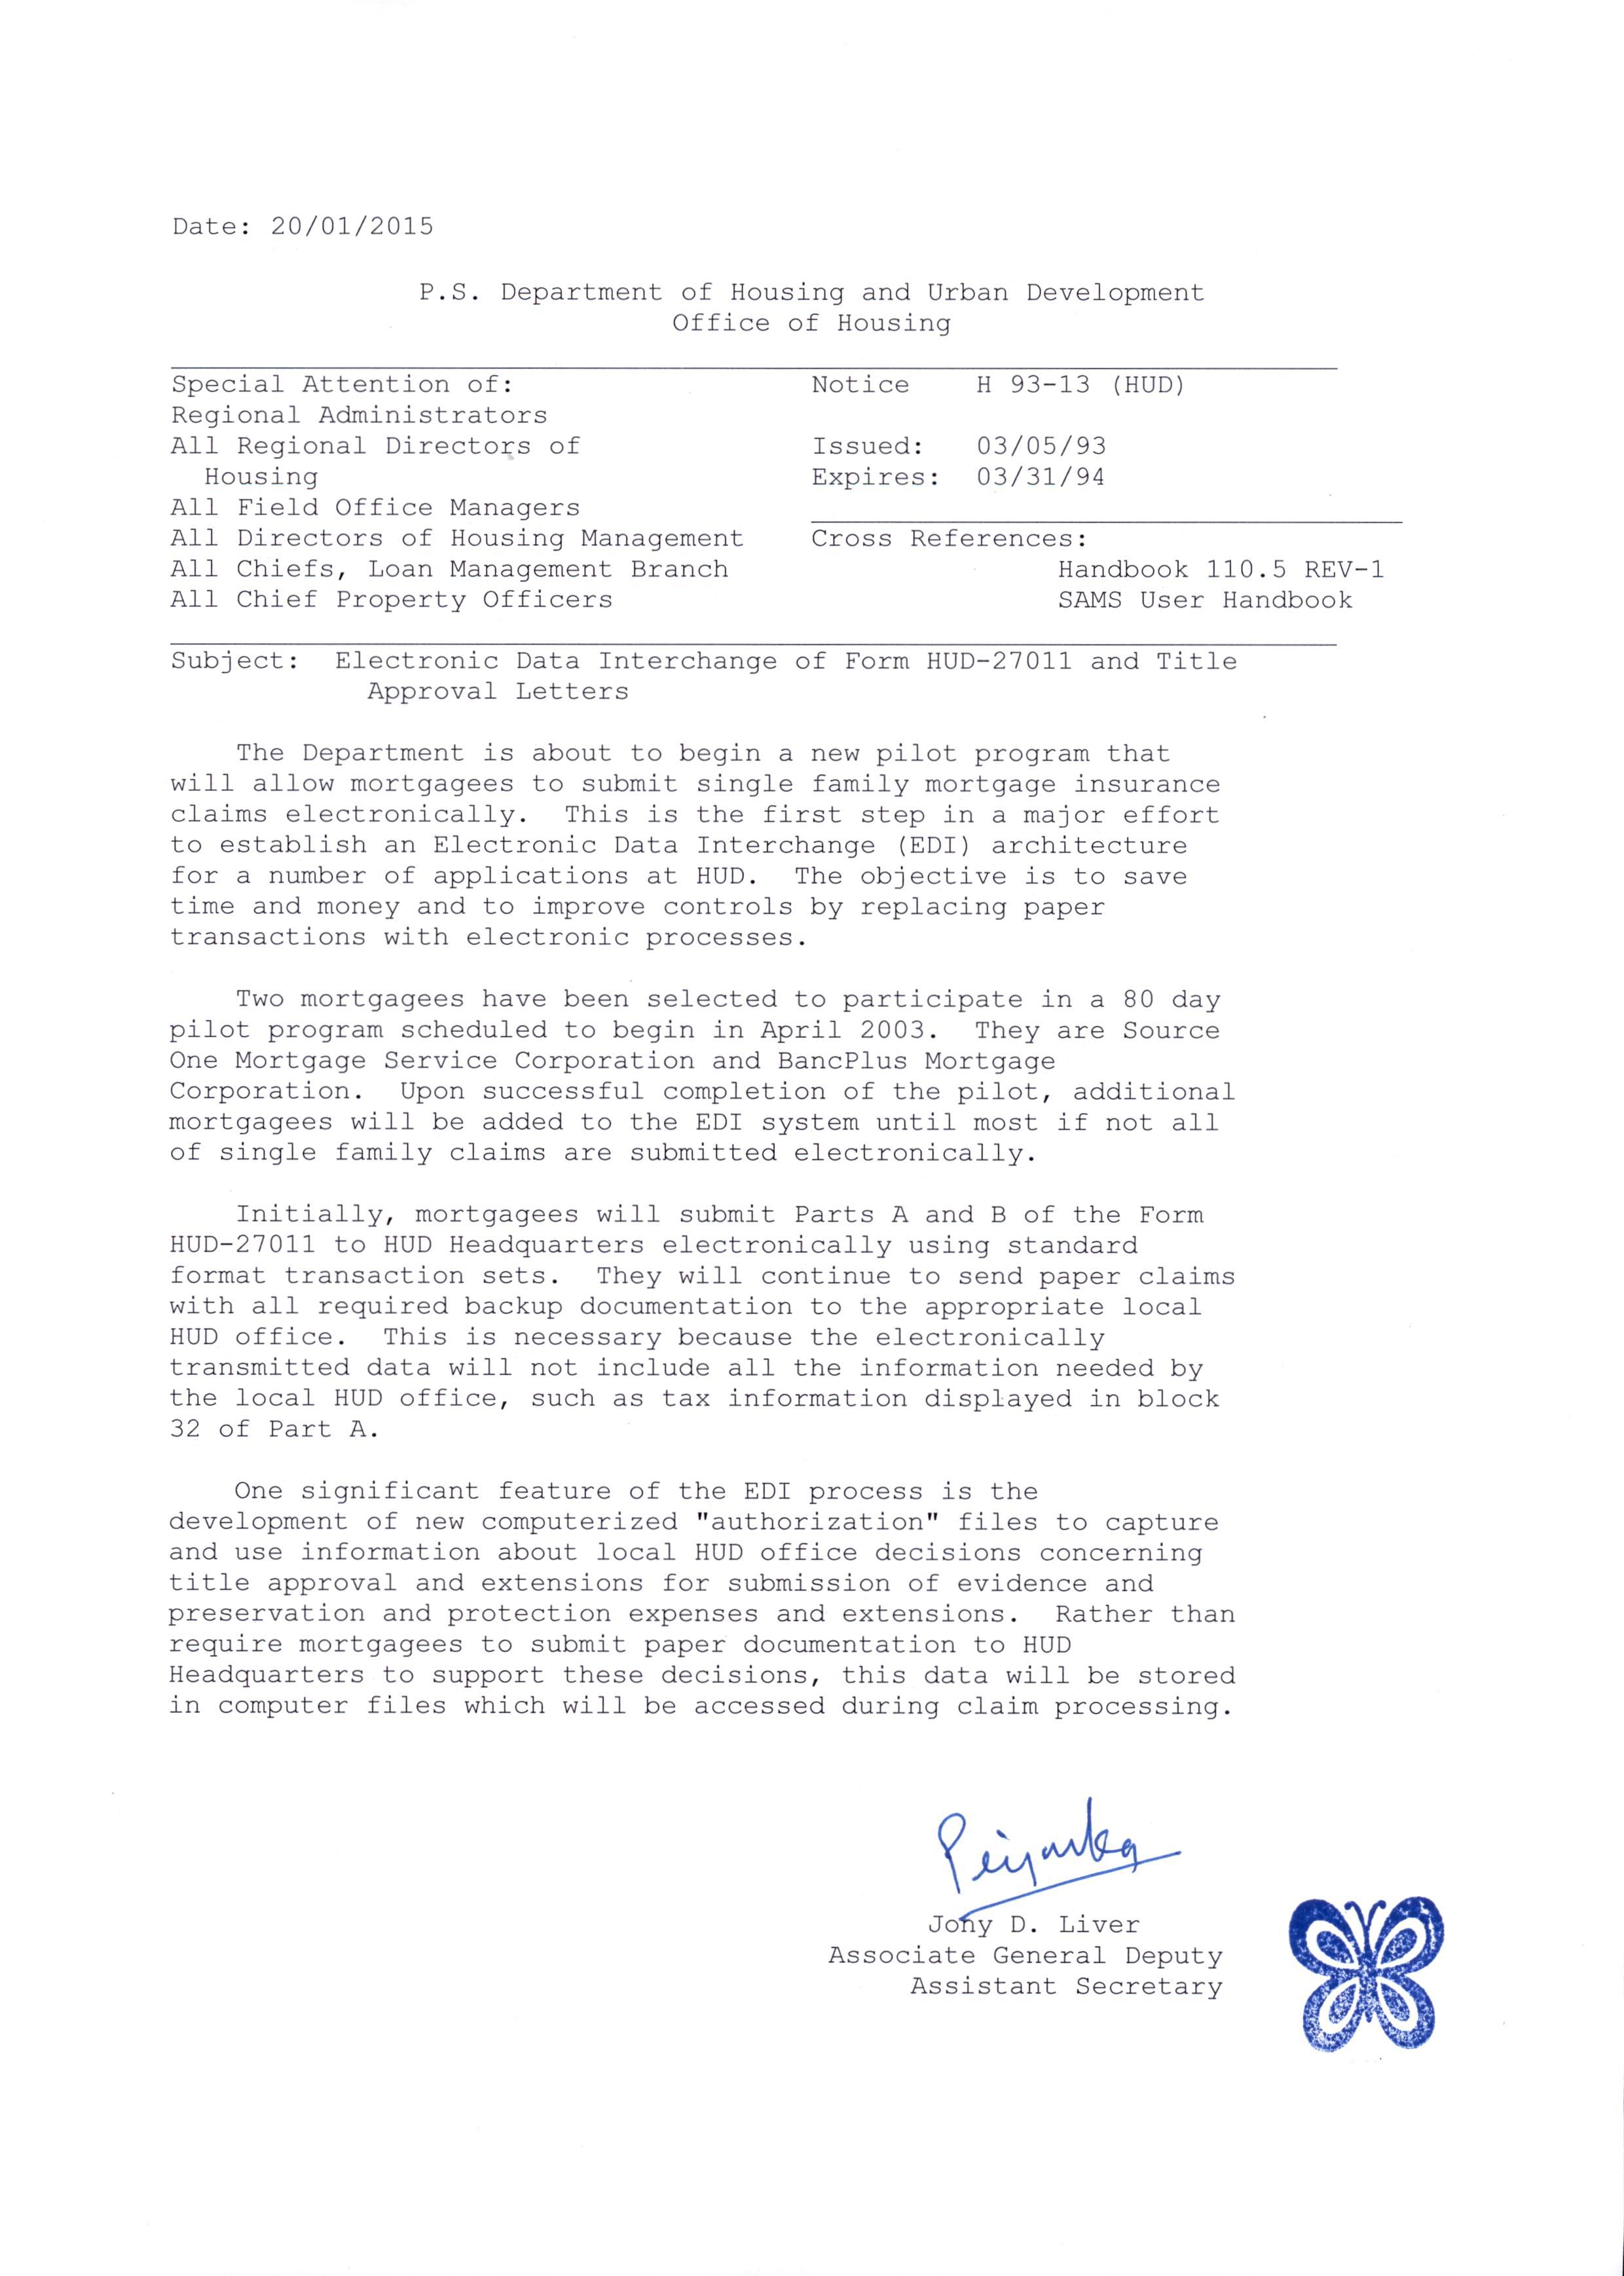 Date: 20/01/2015
P.S. Department of Housing and Urban Development
Office of Housing
Special Attention of:
Regional Administrators
All Regional Directors of
Housing
All Field Office Managers
All Directors of Housing Management
All Chiefs, Loan Management Branch
All Chief Property Officers
Notice H 93-13 (HUD)
Issued: 03/05/93
Expires: 03/31/94
Cross References:
Handbook 110.5 REV-1
SAMS User Handbook
Subject: Electronic Data Interchange of Form HUD-27011 and Title
Approval Letters
The Department is about to begin a new pilot program that
will allow mortgagees to submit single family mortgage insurance
claims electronically. This is the first step in a major effort
to establish an Electronic Data Interchange (EDI) architecture
for a number of applications at HUD. The objective is to save
time and money and to improve controls by replacing paper
transactions with electronic processes.
Two mortgagees have been selected to participate in a 80 day
pilot program scheduled to begin in April 2003. They are Source
One Mortgage Service Corporation and BancPlus Mortgage
Corporation. Upon successful completion of the pilot, additional
mortgagees will be added to the EDI system until most if not all
of single family claims are submitted electronically.
Initially, mortgagees will submit Parts A and B of the Form
HUD-27011 to HUD Headquarters electronically using standard
format transaction sets. They will continue to send paper claims
with all required backup documentation to the appropriate local
HUD office. This is necessary because the electronically
transmitted data will not include all the information needed by
the local HUD office, such as tax information displayed in block
32 of Part A.
One significant feature of the EDI process is the
development of new computerized "authorization" files to capture
and use information about local HUD office decisions concerning
title approval and extensions for submission of evidence and
preservation and protection expenses and extensions. Rather than
require mortgagees to submit paper documentation to HUD
Headquarters to support these decisions, this data will be stored
in computer files which will be accessed during claim processing.
Priyanka
Jony D. Liver
Associate General Deputy
Assistant Secretary